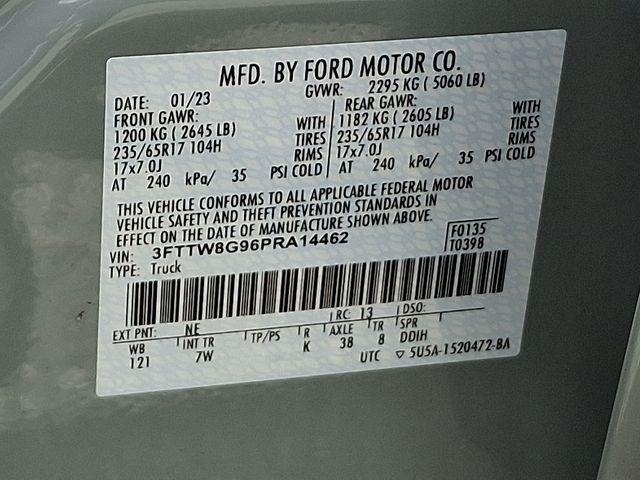 MFD. BY FORD MOTOR CO.
DATE: 01/23 GVWR: 2295 KG ( 5060 LB)
FRONT GAWR: REAR GAWR:
1200 KG ( 2645 LB) WITH 1182 KG ( 2605 LB) WITH
235/65R17 104H TIRES 235/65R17 104H TIRES
17x7.0J RIMS 17x7.0J RIMS
AT 240 kPa/ 35 PSI COLD AT 240 kPa/ 35 PSI COLD
THIS VEHICLE CONFORMS TO ALL APPLICABLE FEDERAL MOTOR
VEHICLE SAFETY AND THEFT PREVENTION STANDARDS IN
EFFECT ON THE DATE OF MANUFACTURE SHOWN ABOVE.
VIN: 3FTTW8G96PRA14462 F0135
TYPE: Truck T0398
EXT PNT: NE RC: 13 DSO:
WB INT TR TP/PS R AXLE TR SPR
121 7W K 38 8 DDIH
UTC ▽ 5U5A-1520472-BA